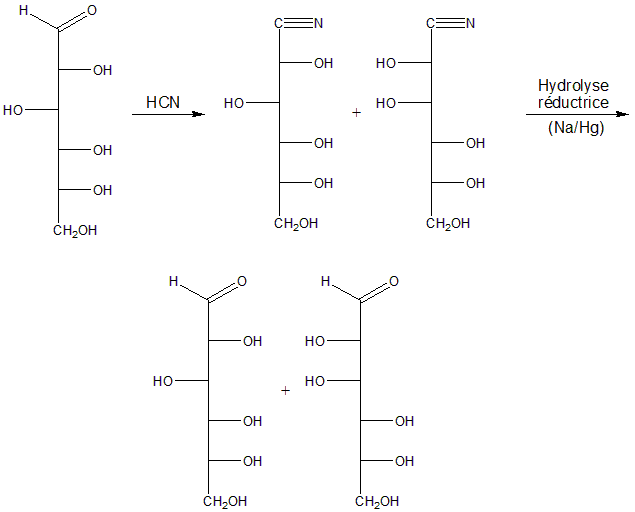 H O
OH
HO
OH
OH
CH₂OH
HCN
C N
OH
HO
OH
OH
CH₂OH
+
C N
HO
HO
OH
OH
CH₂OH
Hydrolyse
réductrice
(Na/Hg)
H O
OH
HO
OH
OH
CH₂OH
+
H O
HO
HO
OH
OH
CH₂OH